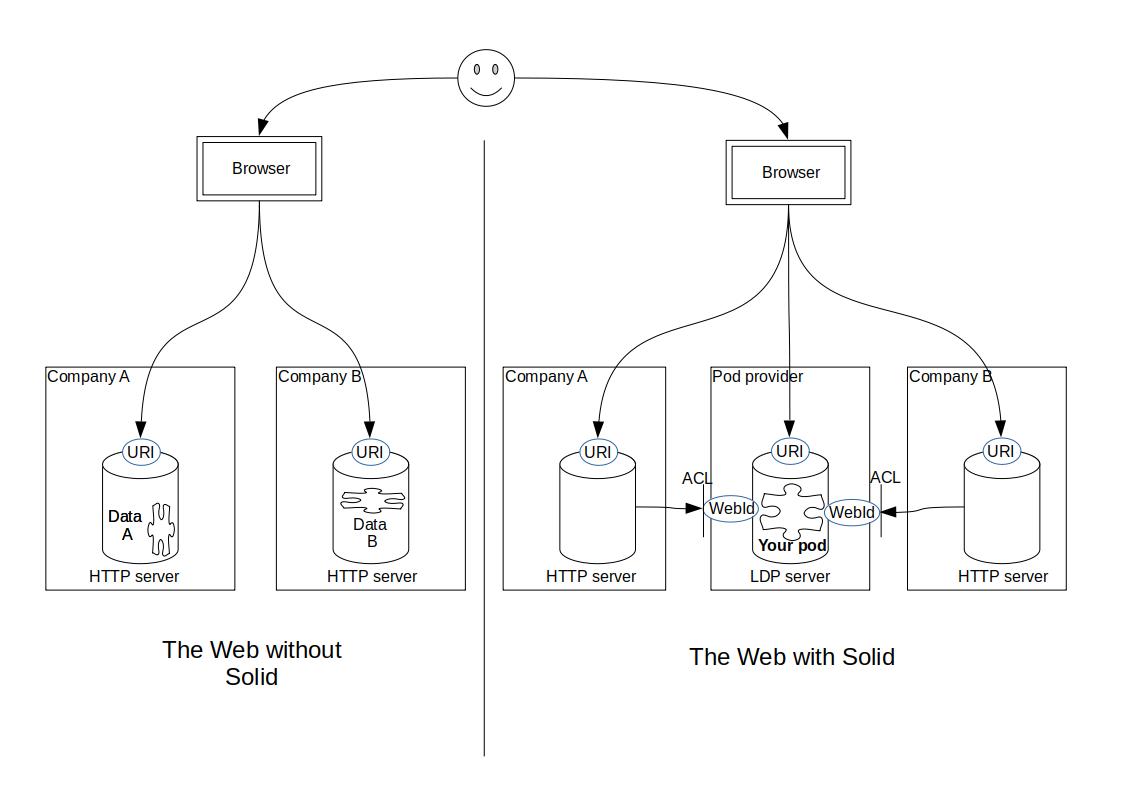 Browser
Company A
URI
Data
A
HTTP server
Company B
URI
Data
B
HTTP server
The Web without
Solid
Browser
Company A
URI
HTTP server
ACL
WebId
Pod provider
URI
Your pod
LDP server
WebId
ACL
Company B
URI
HTTP server
The Web with Solid